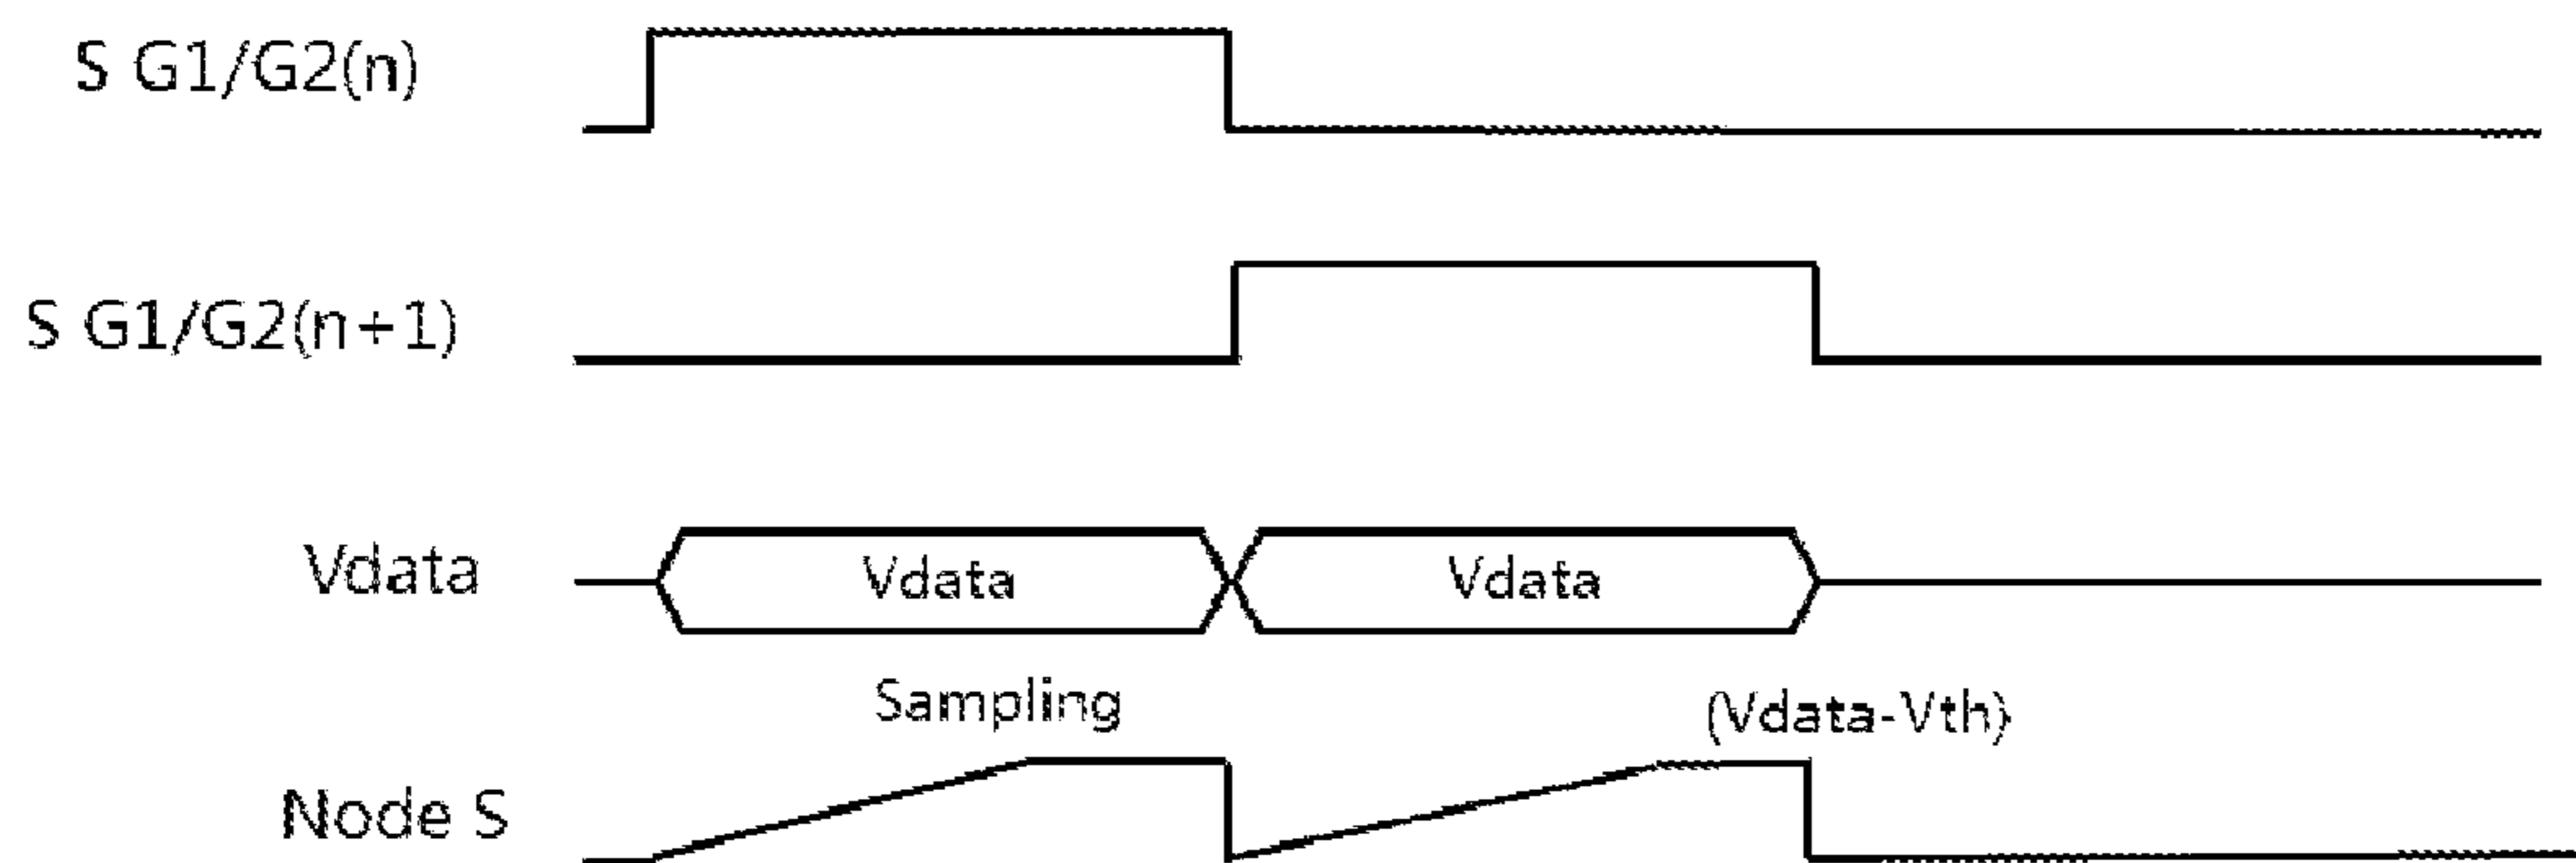 S G1/G2(n)
S G1/G2(n+1)
Vdata Vdata Vdata
Sampling (Vdata-Vth)
Node S